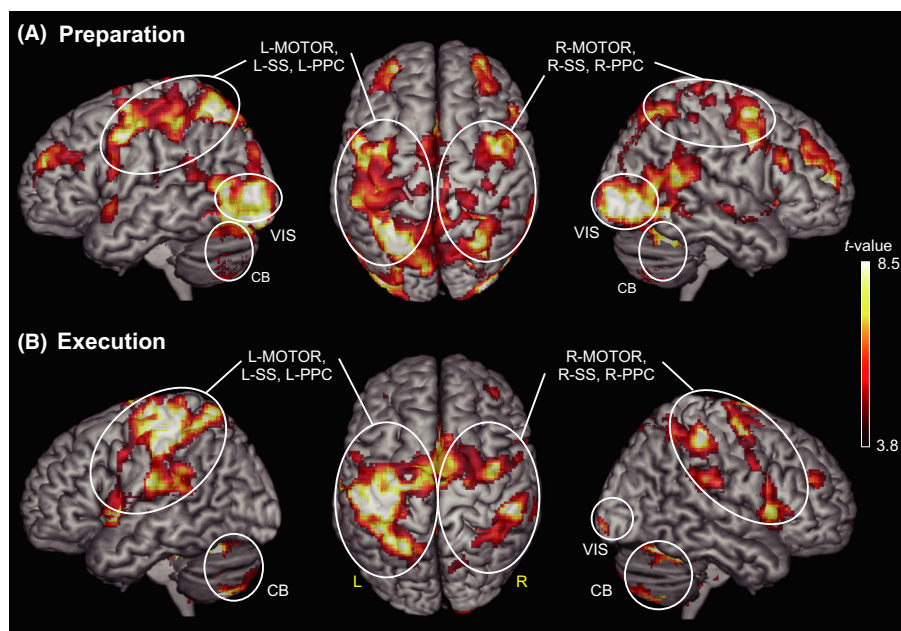 (A) Preparation
L-MOTOR,
L-SS, L-PPC
R-MOTOR,
R-SS, R-PPC
VIS
CB
VIS
CB
t-value
8.5
3.8
(B) Execution
L-MOTOR,
L-SS, L-PPC
R-MOTOR,
R-SS, R-PPC
CB
L
R
VIS
CB